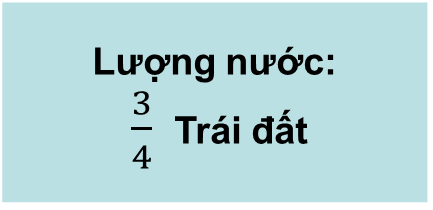 Lượng nước:
3/4 Trái đất